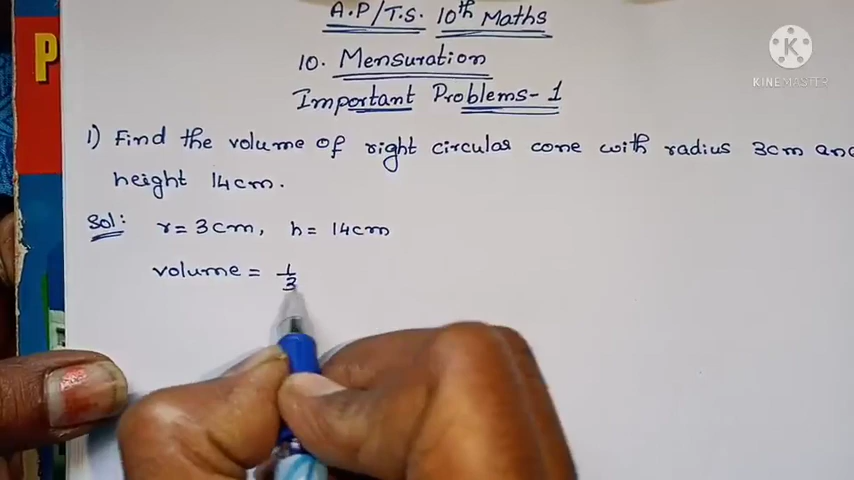 A.P/T.S. 10th Maths
10. Mensuration
Important Problems-1
KINEMASTER
1) Find the volume of right circular cone with radius 3cm and
height 14cm.
Sol: r = 3cm, h = 14cm
volume = 1/3
P